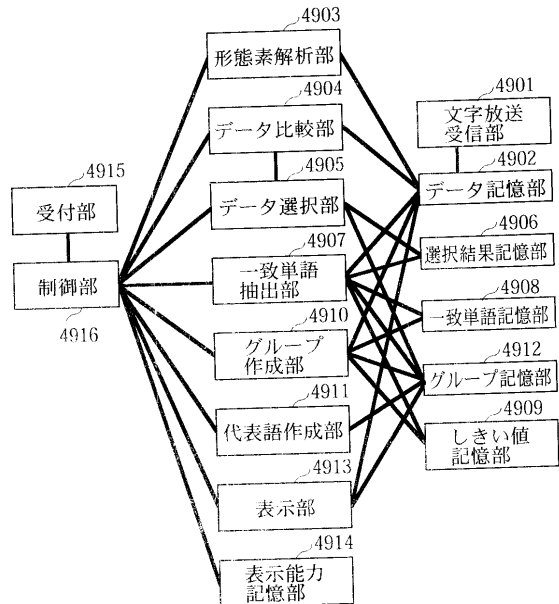 4903
形態素解析部
4904
データ比較部
4905
データ選択部
4907
一致単語
抽出部
4910
グループ
作成部
4911
代表語作成部
4913
表示部
4914
表示能力
記憶部
4915
受付部
制御部
4916
4901
文字放送
受信部
4902
データ記憶部
4906
選択結果記憶部
4908
一致単語記憶部
4912
グループ記憶部
4909
しきい値
記憶部